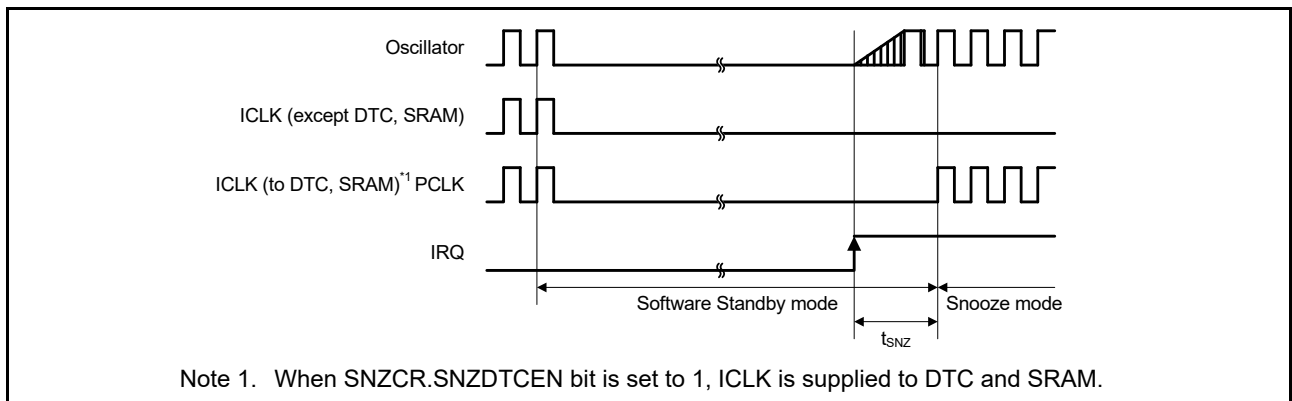 Oscillator
ICLK (except DTC, SRAM)
ICLK (to DTC, SRAM)*1 PCLK
IRQ
Software Standby mode
Snooze mode
tSNZ
Note 1. When SNZCR.SNZDTCEN bit is set to 1, ICLK is supplied to DTC and SRAM.